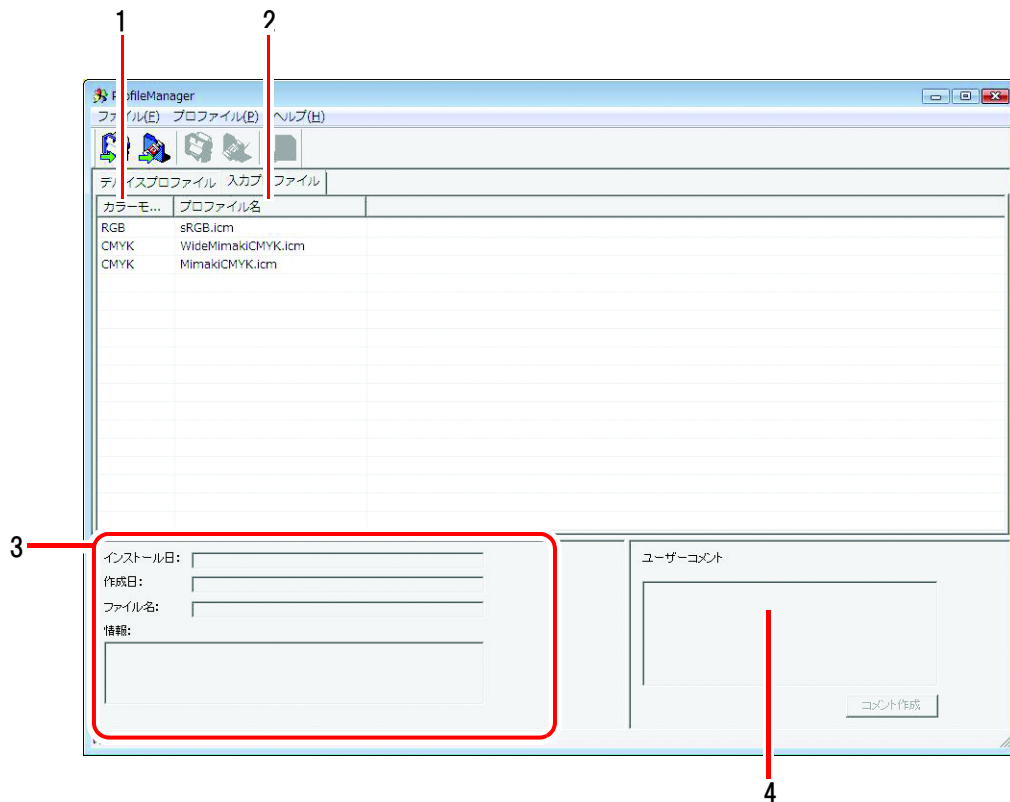 1 2
ProfileManager
ファイル(F) プロファイル(P) ヘルプ(H)
デバイスプロファイル 入力プロファイル
カラーモ... プロファイル名
RGB sRGB.icm
CMYK WideMimakiCMYK.icm
CMYK MimakiCMYK.icm
3
インストール日:
作成日:
ファイル名:
情報:
ユーザーコメント
コメント作成
4